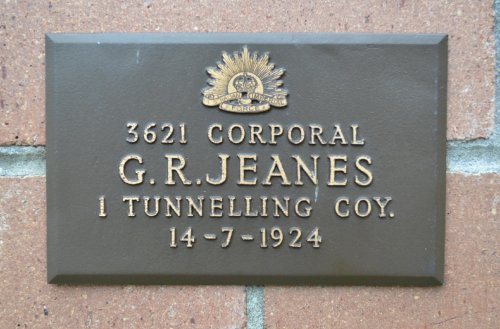 3621 CORPORAL
G.R. JEANES
1 TUNNELLING COY.
14-7-1924